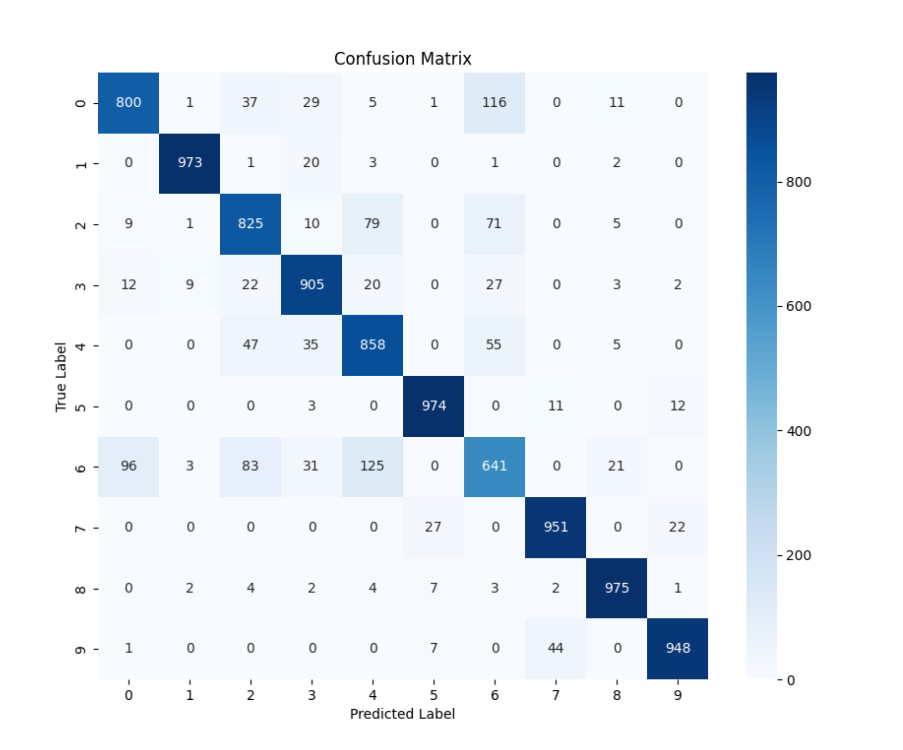 Confusion Matrix
0 800 1 37 29 5 1 116 0 11 0
1 0 973 1 20 3 0 1 0 2 0
2 9 1 825 10 79 0 71 0 5 0
3 12 9 22 905 20 0 27 0 3 2
4 0 0 47 35 858 0 55 0 5 0
5 0 0 0 3 0 974 0 11 0 12
6 96 3 83 31 125 0 641 0 21 0
7 0 0 0 0 0 27 0 951 0 22
8 0 2 4 2 4 7 3 2 975 1
9 1 0 0 0 0 7 0 44 0 948
0 1 2 3 4 5 6 7 8 9
Predicted Label
True Label
800
600
400
200
0